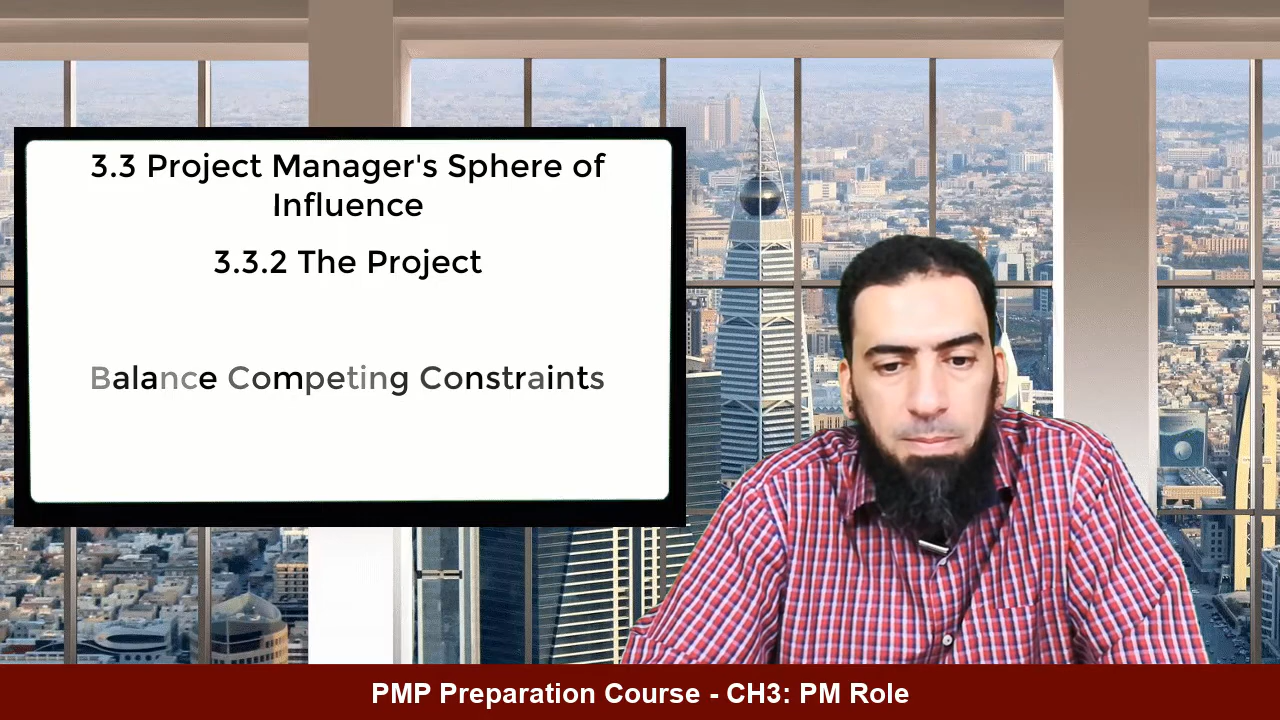 3.3 Project Manager's Sphere of
Influence
3.3.2 The Project
Balance Competing Constraints
PMP Preparation Course - CH3: PM Role